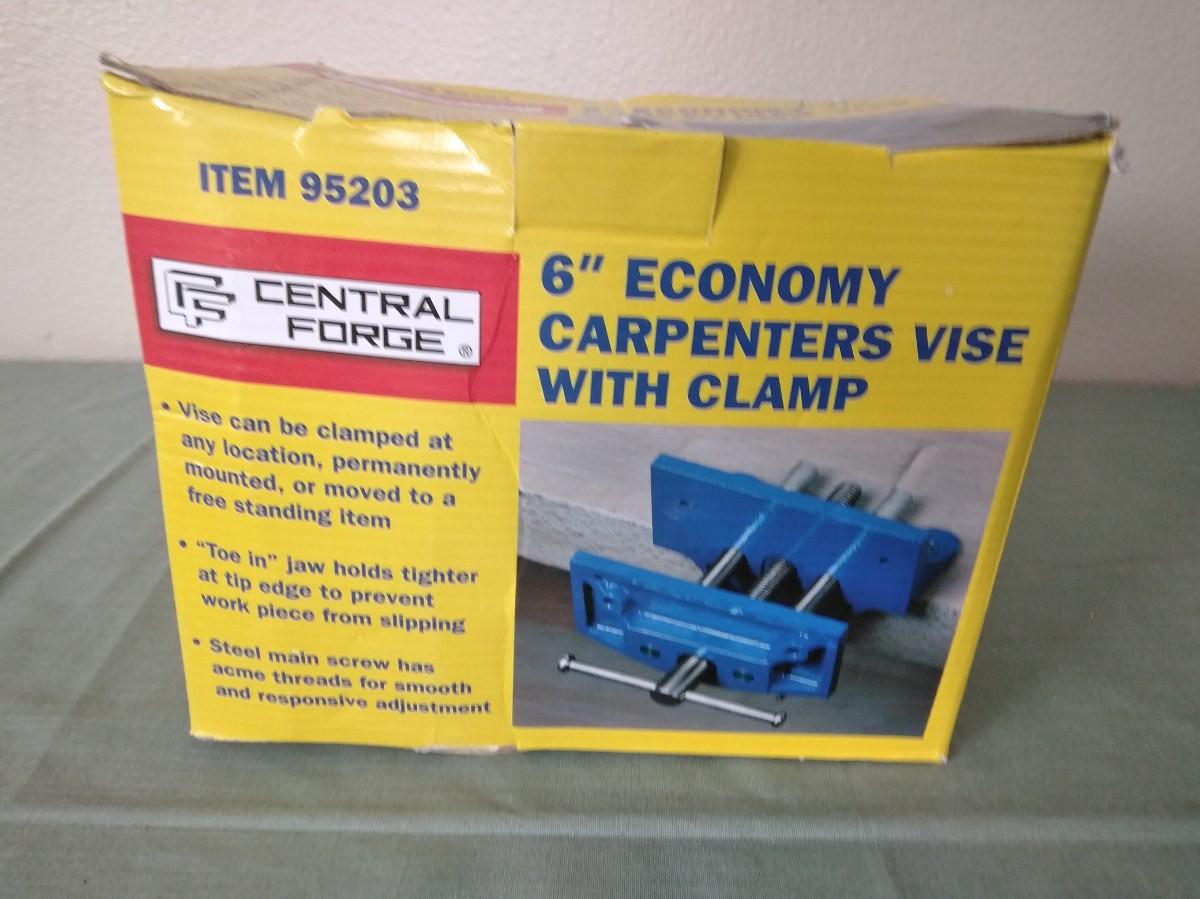 ITEM 95203
CENTRAL
FORGE ®
6" ECONOMY
CARPENTERS VISE
WITH CLAMP
• Vise can be clamped at
any location, permanently
mounted, or moved to a
free standing item
• "Toe in" jaw holds tighter
at tip edge to prevent
work piece from slipping
• Steel main screw has
acme threads for smooth
and responsive adjustment